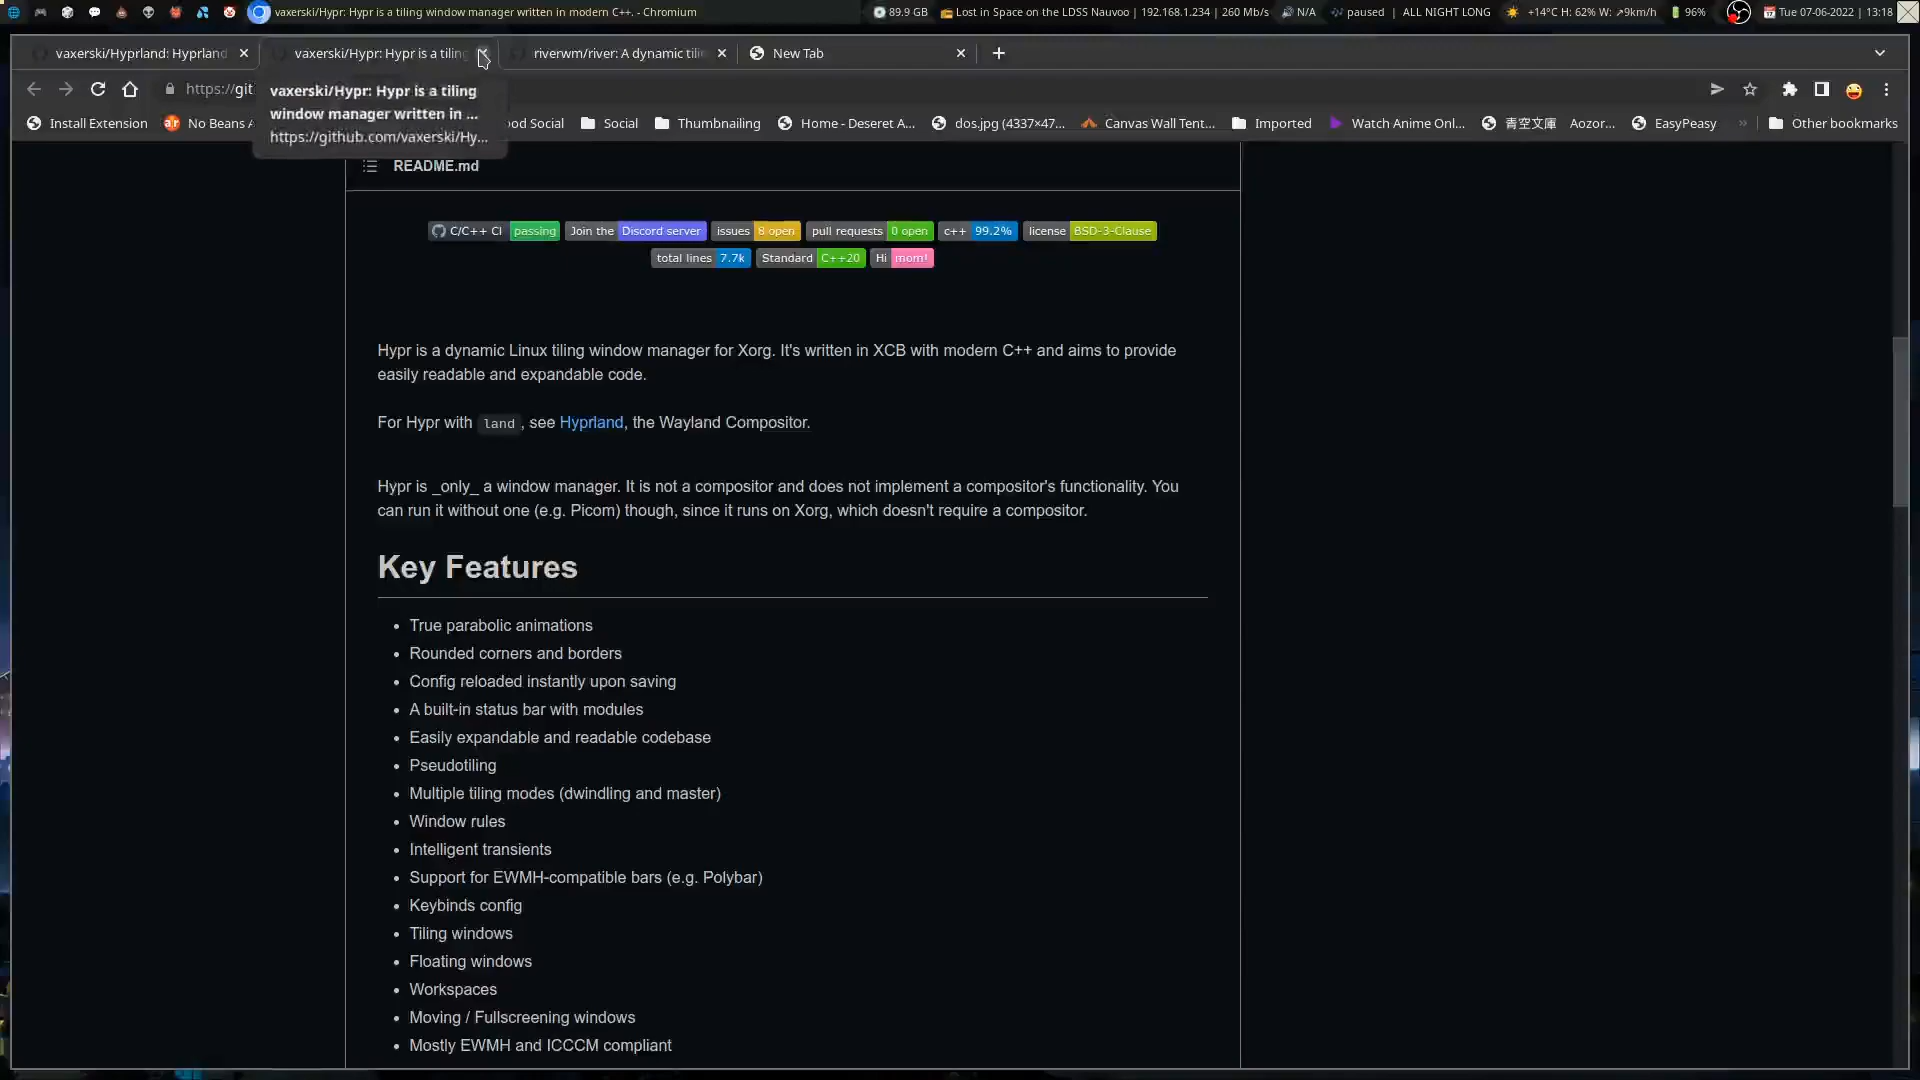 vaxerski/Hypr: Hypr is a tiling window manager written in modern C++. - Chromium
89.9 GB
Lost in Space on the LDSS Nauvoo | 192.168.1.234 | 260 Mb/s
N/A
paused | ALL NIGHT LONG
+14°C H: 62% W: ↗9km/h
96%
Tue 07-06-2022 | 13:18
vaxerski/Hyprland: Hyprland
vaxerski/Hypr: Hypr is a tiling
riverwm/river: A dynamic tili
New Tab
https://git
vaxerski/Hypr: Hypr is a tiling
window manager written in ...
https://github.com/vaxerski/Hy...
Install Extension
No Beans
Social
Social
Thumbnailing
Home - Deseret A...
dos.jpg (4337×47...
Canvas Wall Tent...
Imported
Watch Anime Onl...
青空文庫 Aozor...
EasyPeasy
»
Other bookmarks
README.md
C/C++ CI passing
Join the Discord server
issues 8 open
pull requests 0 open
c++ 99.2%
license BSD-3-Clause
total lines 7.7k
Standard C++20
Hi mom!
Hypr is a dynamic Linux tiling window manager for Xorg. It's written in XCB with modern C++ and aims to provide
easily readable and expandable code.
For Hypr with land, see Hyprland, the Wayland Compositor.
Hypr is _only_ a window manager. It is not a compositor and does not implement a compositor's functionality. You
can run it without one (e.g. Picom) though, since it runs on Xorg, which doesn't require a compositor.
Key Features
• True parabolic animations
• Rounded corners and borders
• Config reloaded instantly upon saving
• A built-in status bar with modules
• Easily expandable and readable codebase
• Pseudotiling
• Multiple tiling modes (dwindling and master)
• Window rules
• Intelligent transients
• Support for EWMH-compatible bars (e.g. Polybar)
• Keybinds config
• Tiling windows
• Floating windows
• Workspaces
• Moving / Fullscreening windows
• Mostly EWMH and ICCCM compliant